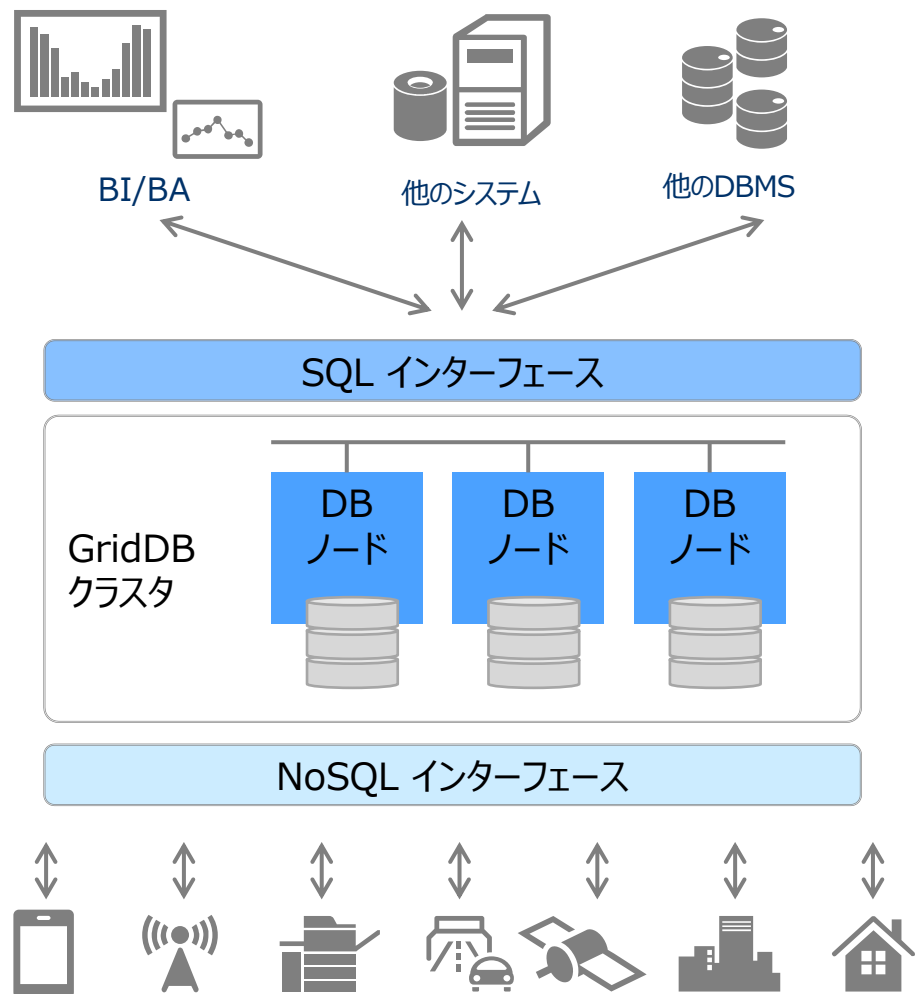 BI/BA
他のシステム
他のDBMS
SQL インターフェース
GridDB
クラスタ
DB
ノード
DB
ノード
DB
ノード
NoSQL インターフェース